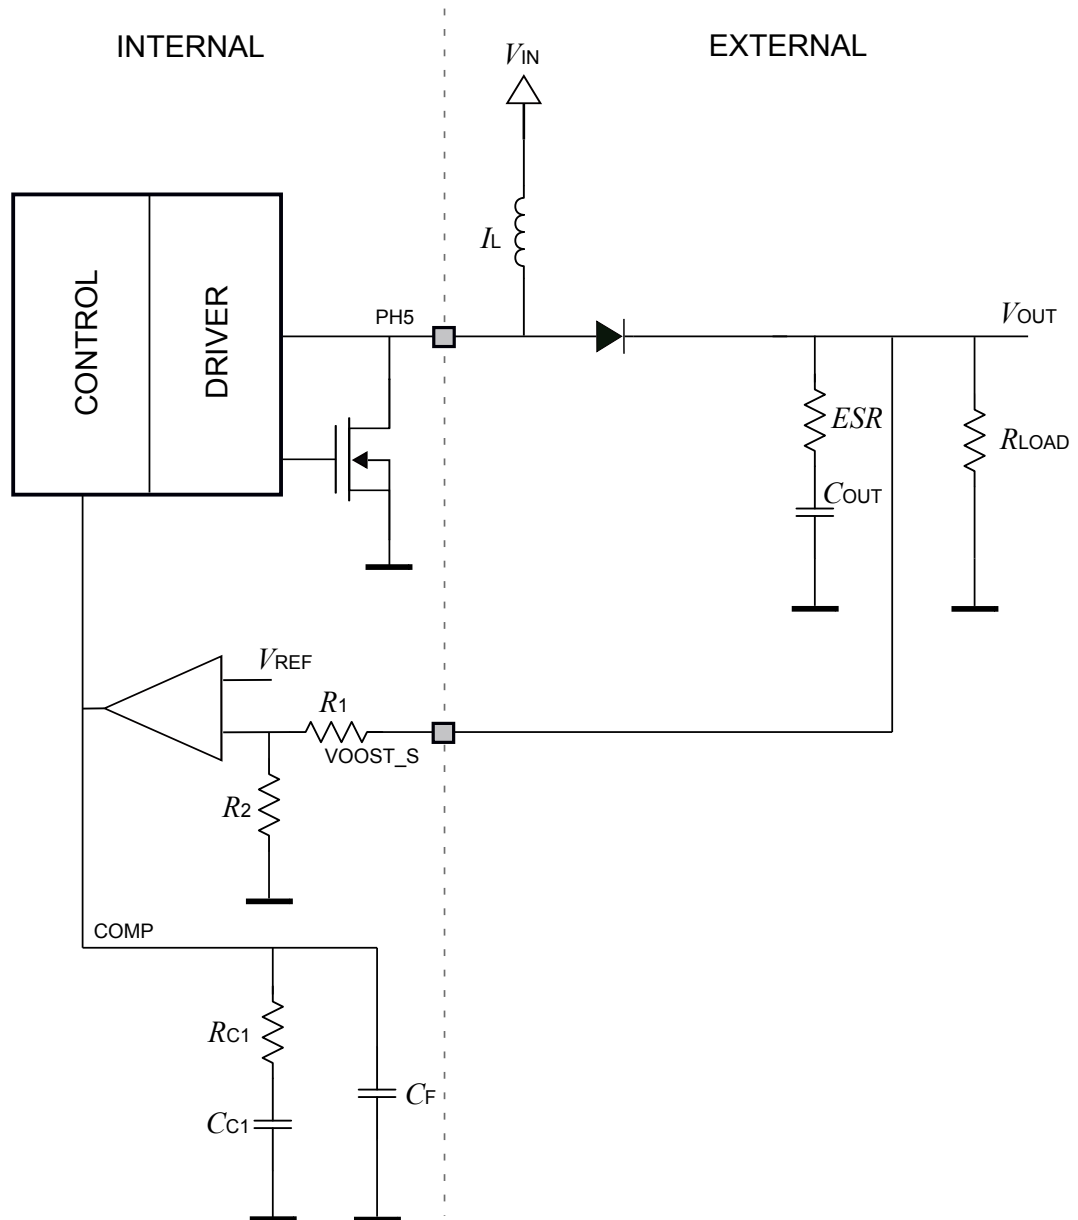 INTERNAL
EXTERNAL
VIN
IL
CONTROL
DRIVER
PH5
VOUT
ESR
RLOAD
COUT
VREF
R1
VOOST_S
R2
COMP
RC1
CF
CC1